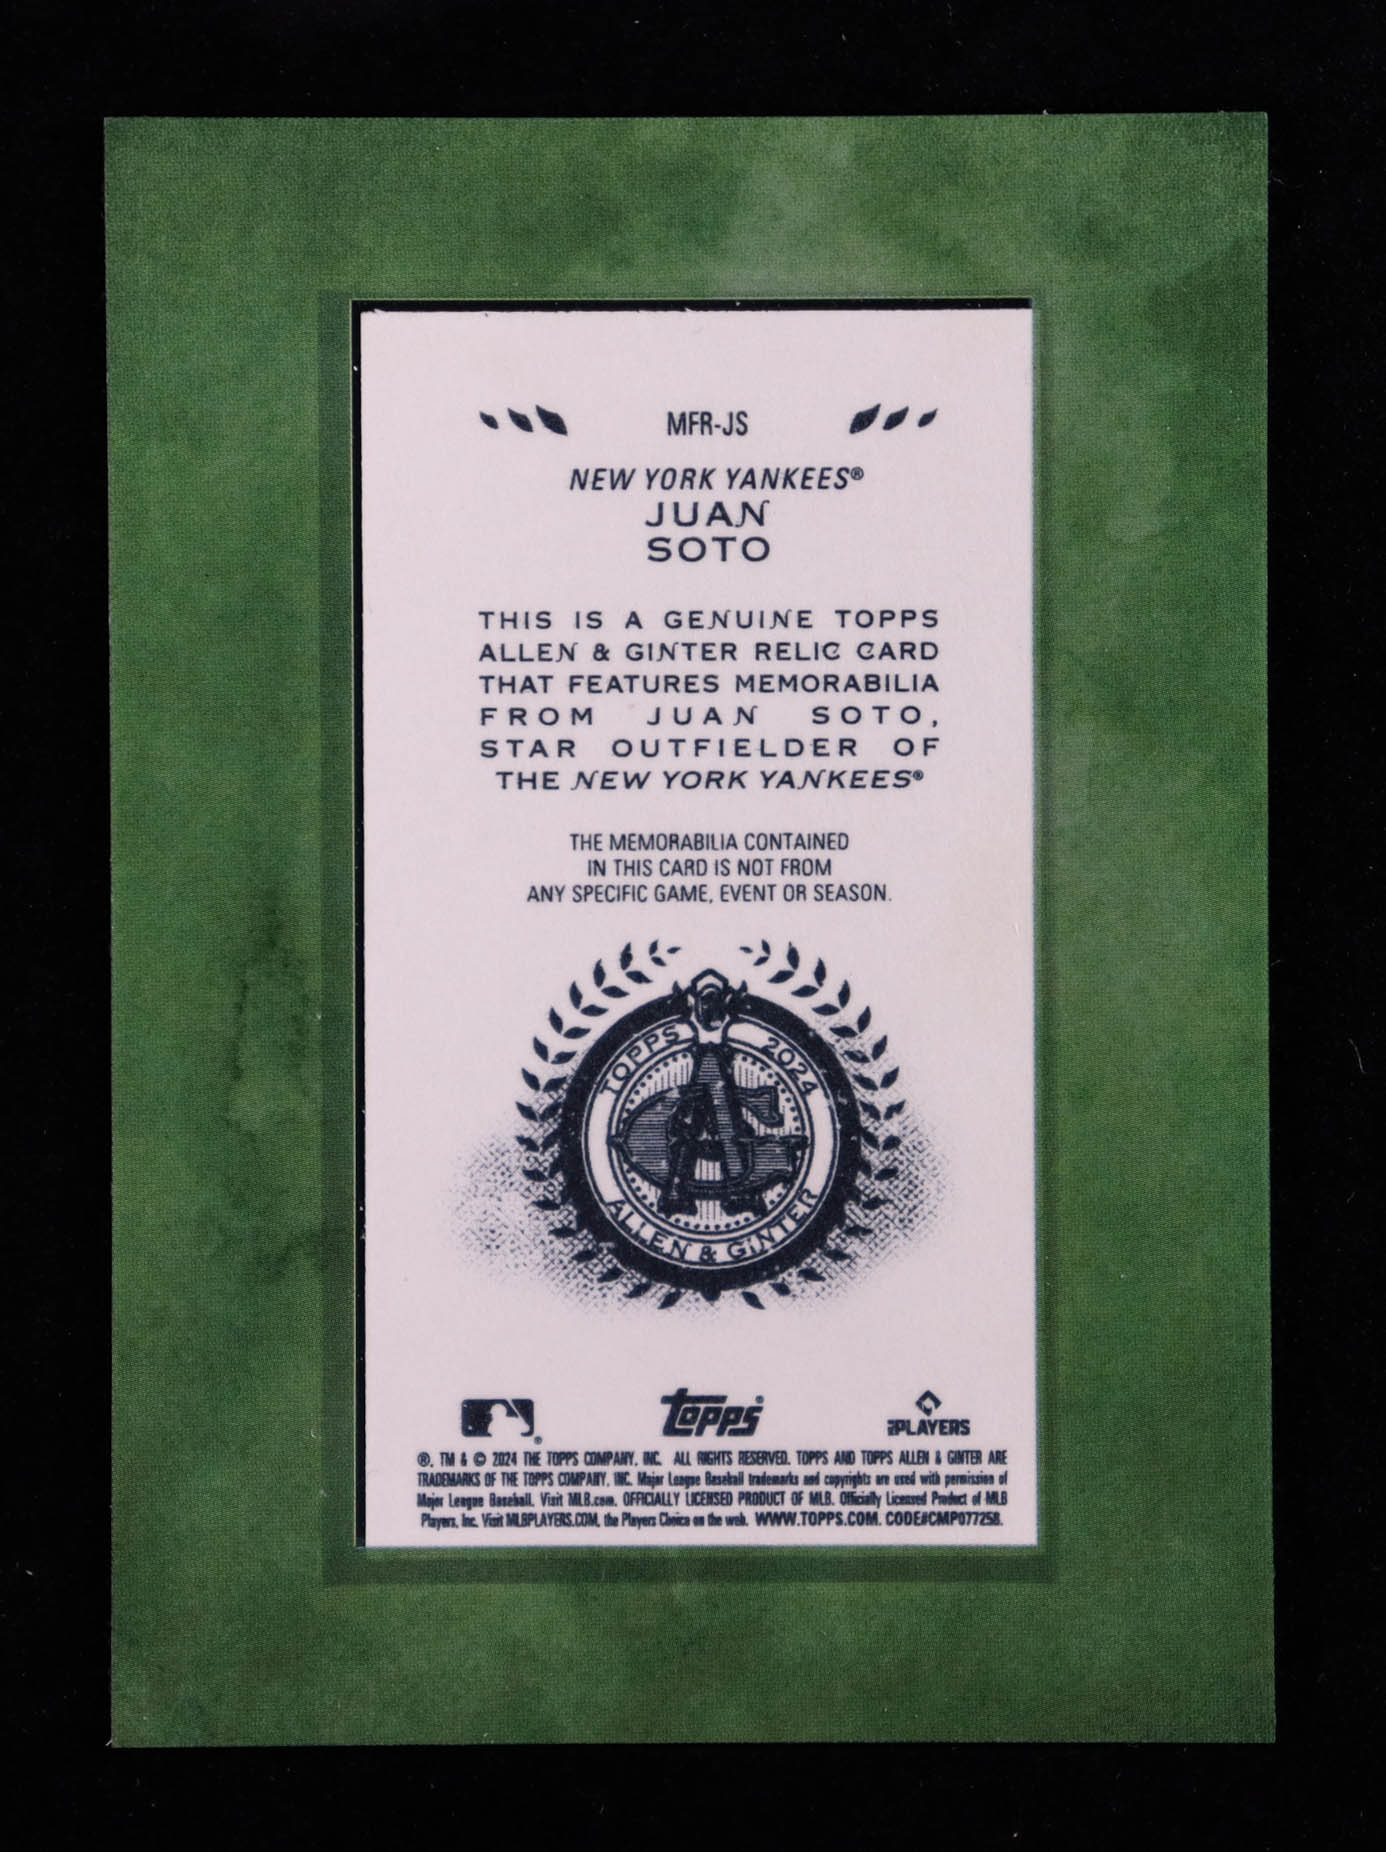 MFR-JS
NEW YORK YANKEES®
JUAN
SOTO
THIS IS A GENUINE TOPPS
ALLEN & GINTER RELIC CARD
THAT FEATURES MEMORABILIA
FROM JUAN SOTO,
STAR OUTFIELDER OF
THE NEW YORK YANKEES®
THE MEMORABILIA CONTAINED
IN THIS CARD IS NOT FROM
ANY SPECIFIC GAME, EVENT OR SEASON.
TOPPS 2024
AG
ALLEN & GINTER
topps®
PLAYERS
®, TM & © 2024 THE TOPPS COMPANY, INC. ALL RIGHTS RESERVED. TOPPS AND TOPPS ALLEN & GINTER ARE
TRADEMARKS OF THE TOPPS COMPANY, INC. Major League Baseball trademarks and copyrights are used with permission of
Major League Baseball. Visit MLB.com. OFFICIALLY LICENSED PRODUCT OF MLB. Officially Licensed Product of MLB
Players, Inc. Visit MLBPLAYERS.COM, the Players Choice on the web. WWW.TOPPS.COM. CODE#CMP077258.